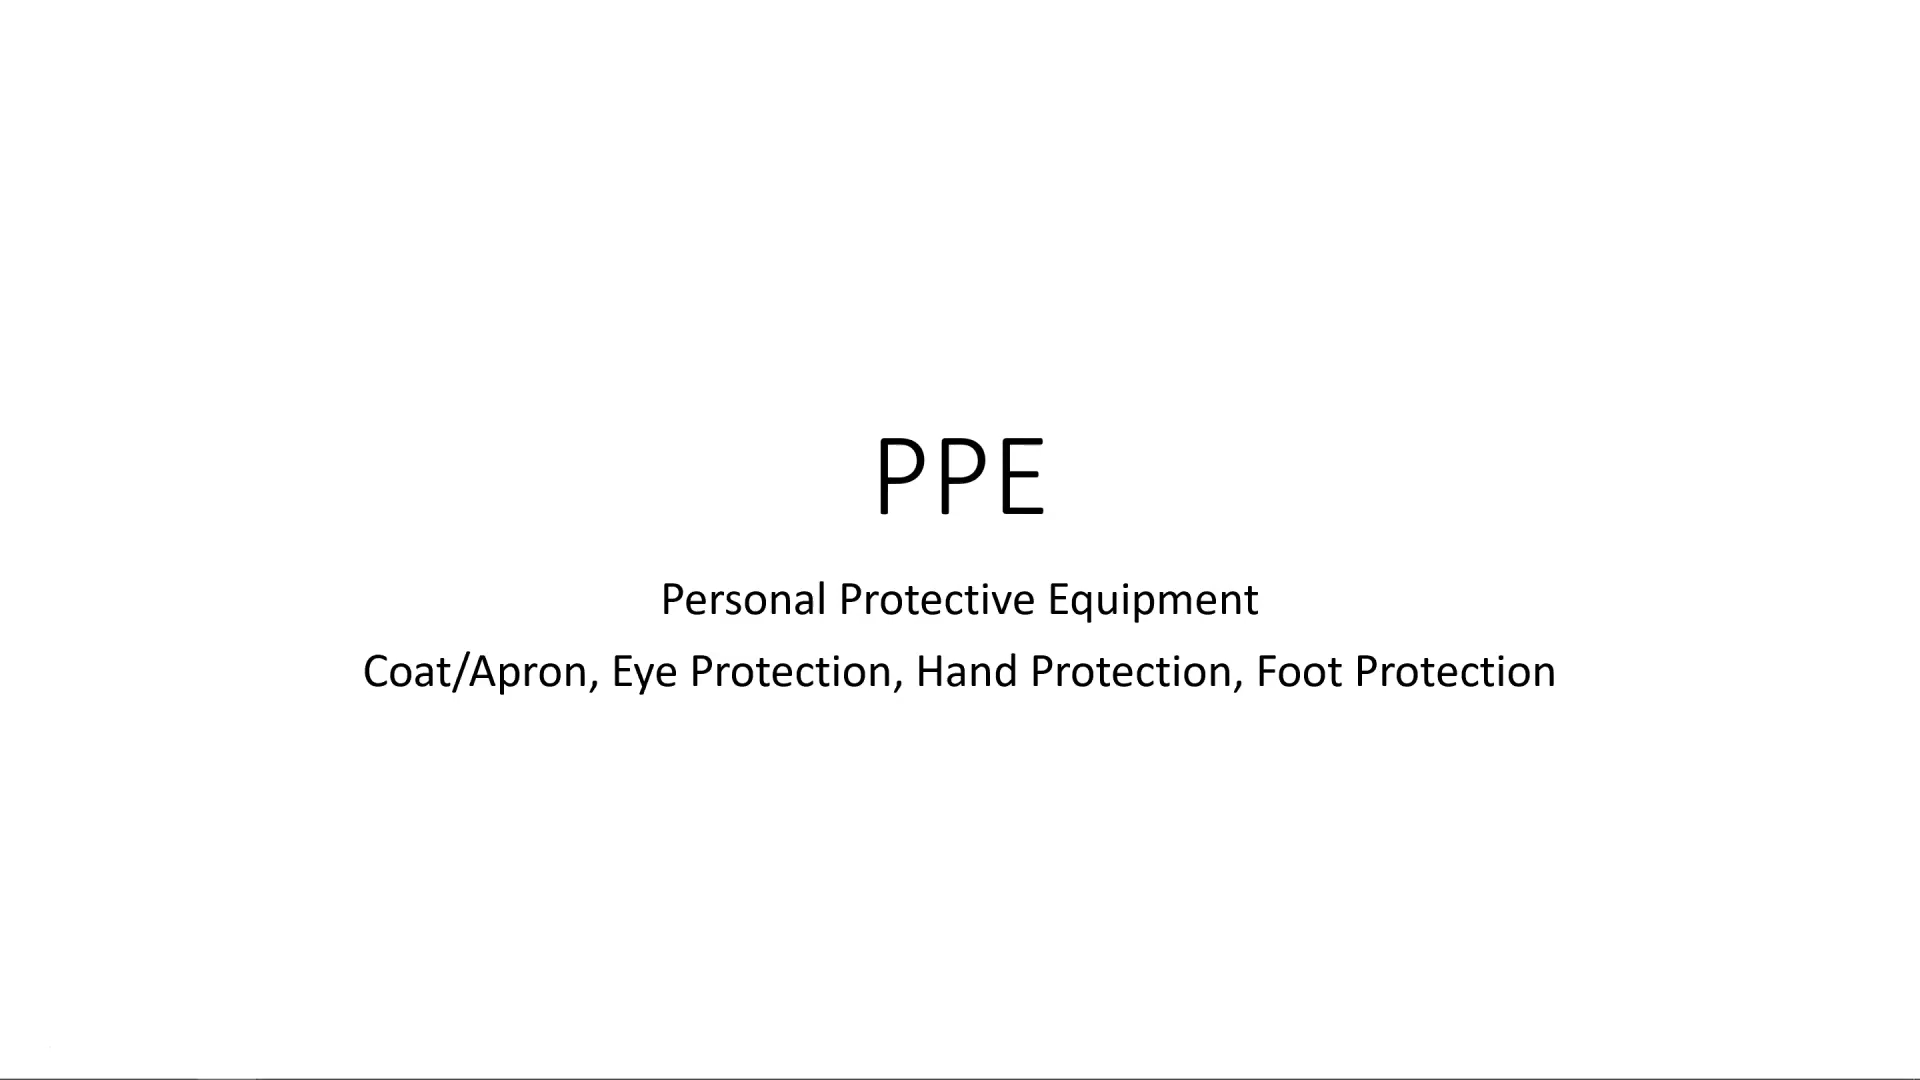 PPE
Personal Protective Equipment
Coat/Apron, Eye Protection, Hand Protection, Foot Protection